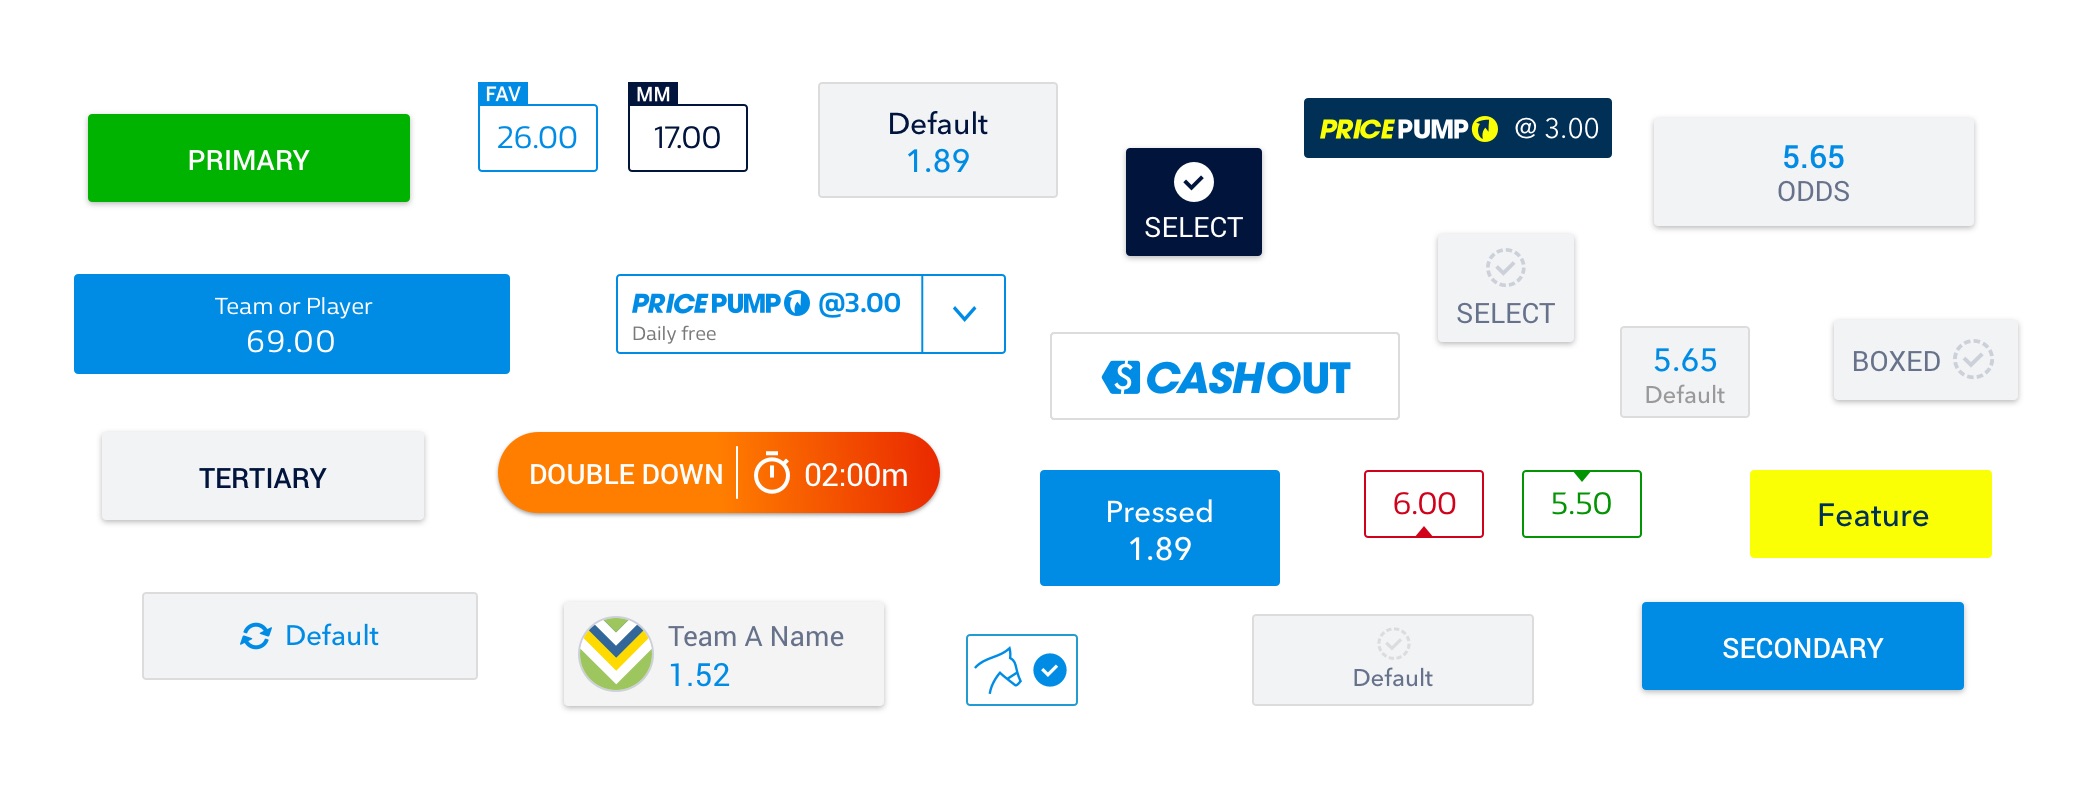 FAV
MM
PRIMARY
26.00
17.00
Default
1.89
SELECT
PRICEPUMP @ 3.00
5.65
ODDS
Team or Player
69.00
PRICEPUMP @3.00
Daily free
SELECT
CASHOUT
5.65
Default
BOXED
TERTIARY
DOUBLE DOWN 02:00m
Pressed
1.89
6.00
5.50
Feature
Default
Team A Name
1.52
Default
SECONDARY